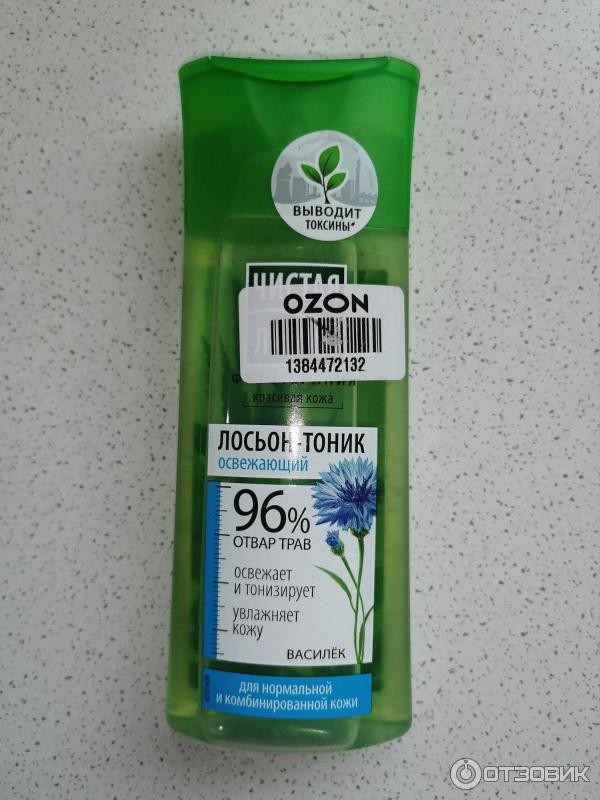 ВЫВОДИТ
ТОКСИНЫ*
ЧИСТАЯ
OZON
1384472132
красивая кожа
ЛОСЬОН-ТОНИК
освежающий
96%
ОТВАР ТРАВ
освежает
и тонизирует
увлажняет
кожу
ВАСИЛЁК
для нормальной
и комбинированной кожи
ОТЗОВИК